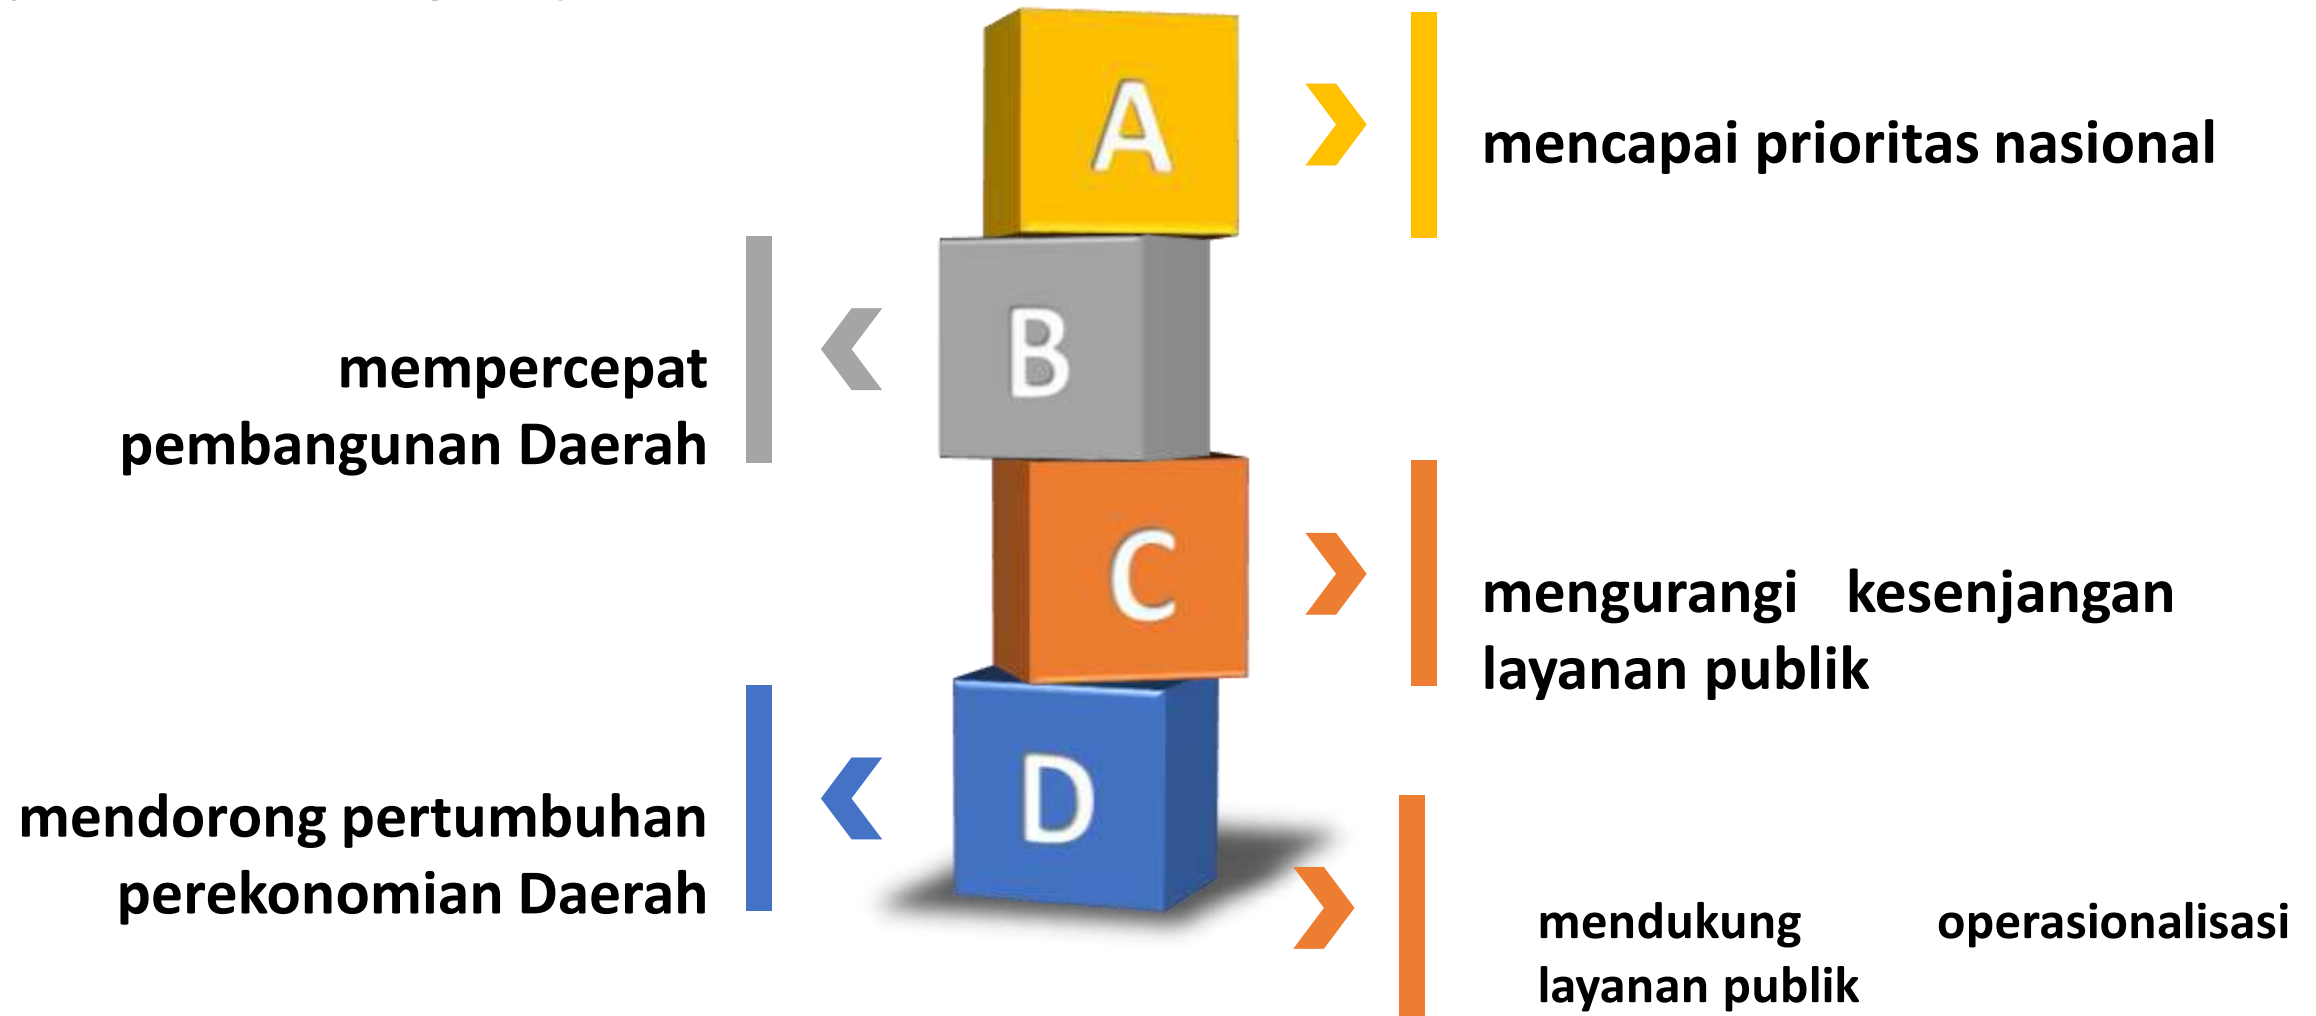 A
mencapai prioritas nasional
B
mempercepat
pembangunan Daerah
C
mengurangi kesenjangan
layanan publik
D
mendorong pertumbuhan
perekonomian Daerah
mendukung operasionalisasi
layanan publik